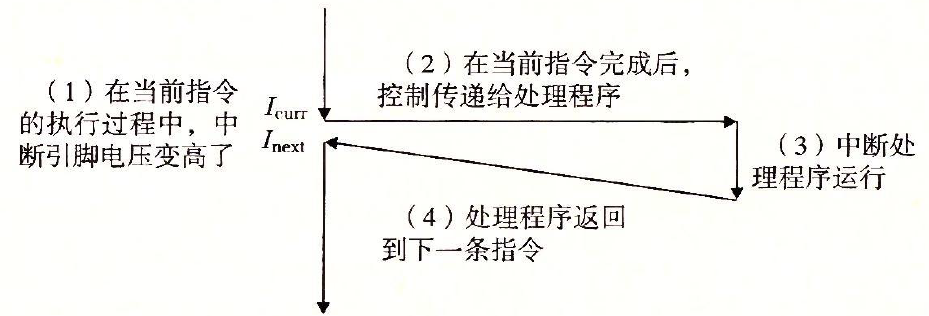 （1）在当前指令
的执行过程中，中
断引脚电压变高了
Icurr
Inext
（2）在当前指令完成后，
控制传递给处理程序
（3）中断处
理程序运行
（4）处理程序返回
到下一条指令